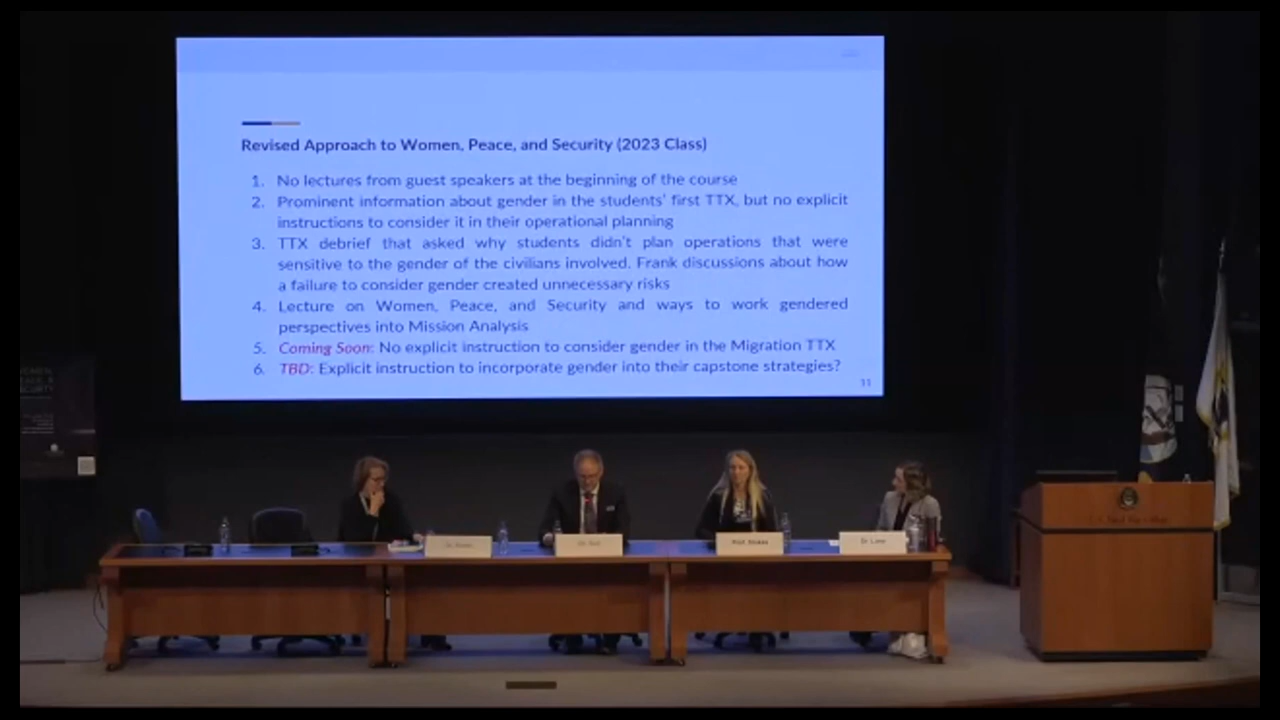 Revised Approach to Women, Peace, and Security (2023 Class)
1. No lectures from guest speakers at the beginning of the course
2. Prominent information about gender in the students' first TTX, but no explicit
instructions to consider it in their operational planning
3. TTX debrief that asked why students didn't plan operations that were
sensitive to the gender of the civilians involved. Frank discussions about how
a failure to consider gender created unnecessary risks
4. Lecture on Women, Peace, and Security and ways to work gendered
perspectives into Mission Analysis
5. Coming Soon: No explicit instruction to consider gender in the Migration TTX
6. TBD: Explicit instruction to incorporate gender into their capstone strategies?
11